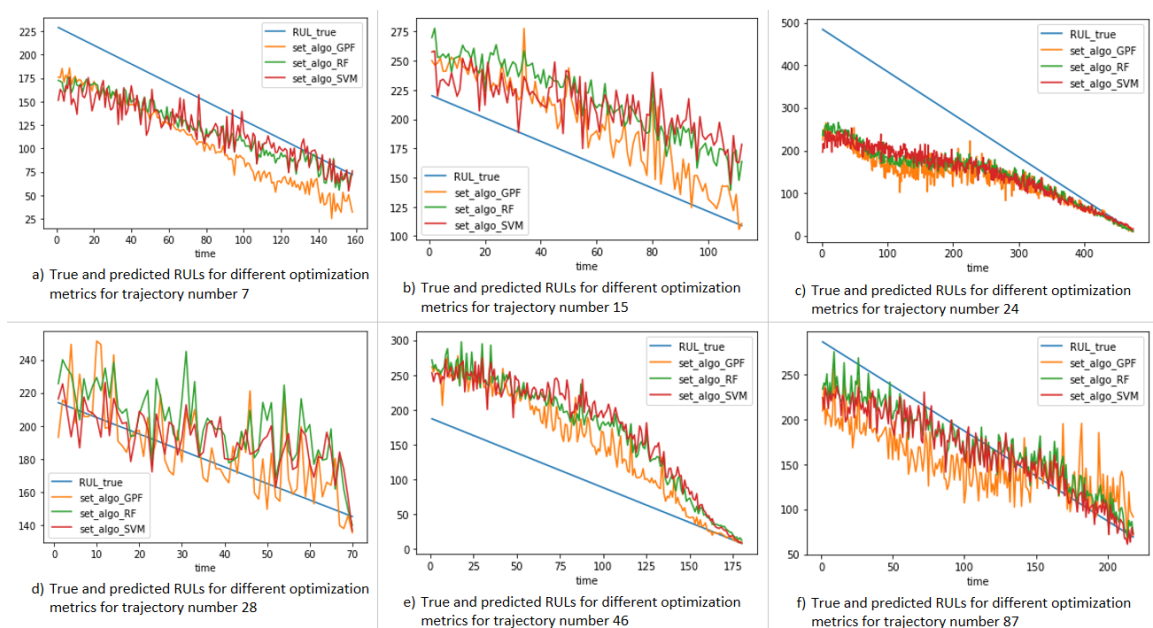 225
200
175
150
125
100
75
50
25
RUL_true
set_algo_GPF
set_algo_RF
set_algo_SVM
0 20 40 60 80 100 120 140 160
time
a) True and predicted RULs for different optimization
metrics for trajectory number 7
275
250
225
200
175
150
125
100
RUL_true
set_algo_GPF
set_algo_RF
set_algo_SVM
0 20 40 60 80 100
time
b) True and predicted RULs for different optimization
metrics for trajectory number 15
500
400
300
200
100
0
RUL_true
set_algo_GPF
set_algo_RF
set_algo_SVM
0 100 200 300 400
time
c) True and predicted RULs for different optimization
metrics for trajectory number 24
240
220
200
180
160
140
RUL_true
set_algo_GPF
set_algo_RF
set_algo_SVM
0 10 20 30 40 50 60 70
time
d) True and predicted RULs for different optimization
metrics for trajectory number 28
300
250
200
150
100
50
0
RUL_true
set_algo_GPF
set_algo_RF
set_algo_SVM
0 25 50 75 100 125 150 175
time
e) True and predicted RULs for different optimization
metrics for trajectory number 46
250
200
150
100
50
RUL_true
set_algo_GPF
set_algo_RF
set_algo_SVM
0 50 100 150 200
time
f) True and predicted RULs for different optimization
metrics for trajectory number 87